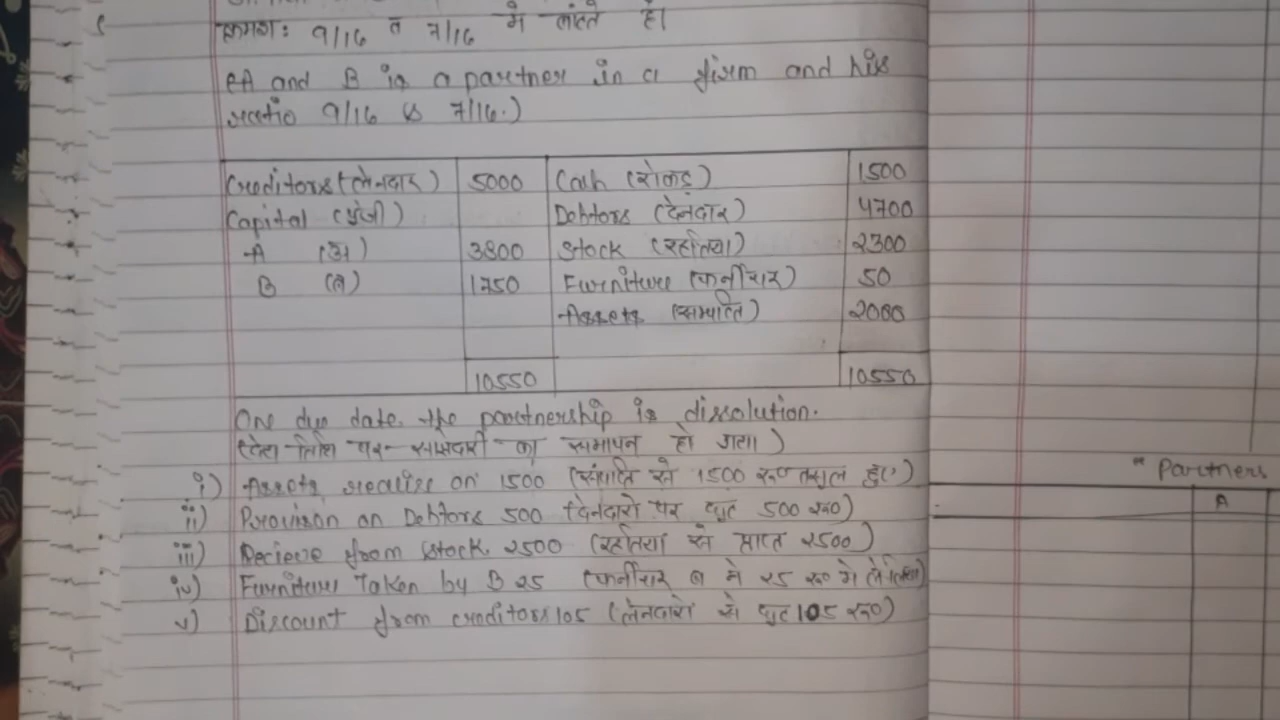 क्रमशः 9/16 व 7/16 में बांटते है।
(A and B is a partner in a firm and his
ratio 9/16 & 7/16.)
Creditors (लेनदार) 5000 Cash (रोकड़) 1500
Capital (पूंजी) Debtors (देनदार) 4700
A (अ) 3800 Stock (रहतिया) 2300
B (ब) 1750 Furniture (फर्नीचर) 50
Assets (सम्पत्ति) 2000
10550 10550
One due date the partnership is dissolution.
तिथि पर साझेदारी का समापन हो गया)
i) Assets realise on 1500 (संपत्ति से 1500 रू० वसूल हुए)
ii) Provison on Debtors 500 (देनदारो पर छुट 500 रू०)
iii) Recieve from stock 2500 (रहतिया से प्राप्त 2500)
iv) Furniture Taken by B 25 (फर्नीचर ब ने 25 रू० मे ले लिया)
v) Discount from creditors 105 (लेनदारो से छुट 105 रू०)
" Partners
A